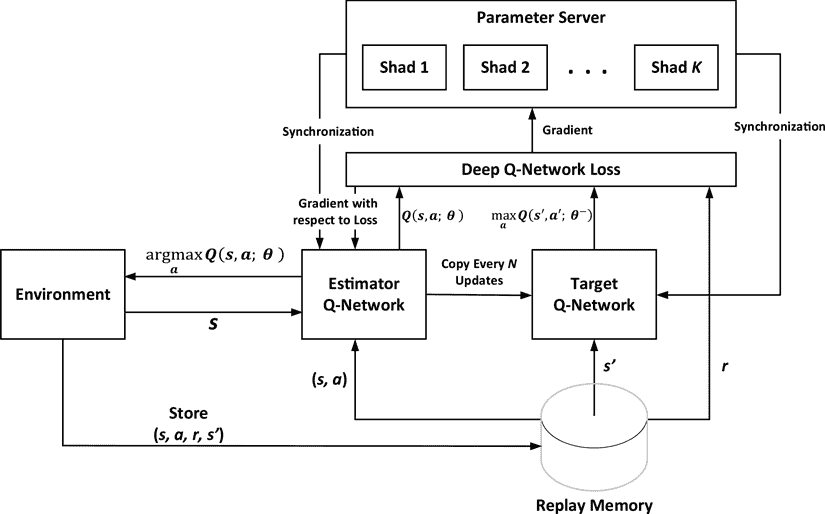 Parameter Server
Shad 1
Shad 2
. . .
Shad K
Synchronization
Gradient
Synchronization
Deep Q-Network Loss
Gradient with
respect to Loss
Q(s,a; θ)
max Q(s′,a′; θ⁻)
a
argmax Q(s,a; θ)
a
Environment
Estimator
Q-Network
Copy Every N
Updates
Target
Q-Network
s
(s, a)
s’
r
Store
(s, a, r, s’)
Replay Memory